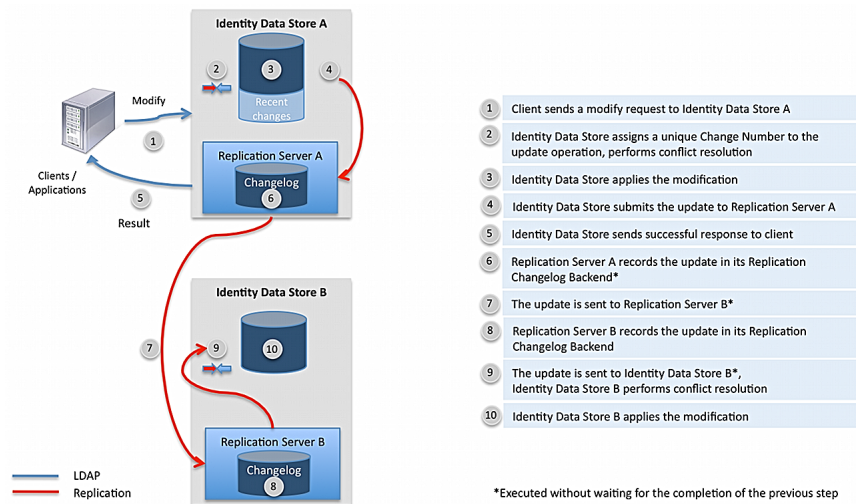 Identity Data Store A
2
3
4
Recent
changes
Modify
1
Replication Server A
Changelog
6
Clients /
Applications
5
Result
Identity Data Store B
7
9
10
Replication Server B
Changelog
8
LDAP
Replication
1 Client sends a modify request to Identity Data Store A
2 Identity Data Store assigns a unique Change Number to the
update operation, performs conflict resolution
3 Identity Data Store applies the modification
4 Identity Data Store submits the update to Replication Server A
5 Identity Data Store sends successful response to client
6 Replication Server A records the update in its Replication
Changelog Backend*
7 The update is sent to Replication Server B*
8 Replication Server B records the update in its Replication
Changelog Backend
9 The update is sent to Identity Data Store B*,
Identity Data Store B performs conflict resolution
10 Identity Data Store B applies the modification
*Executed without waiting for the completion of the previous step